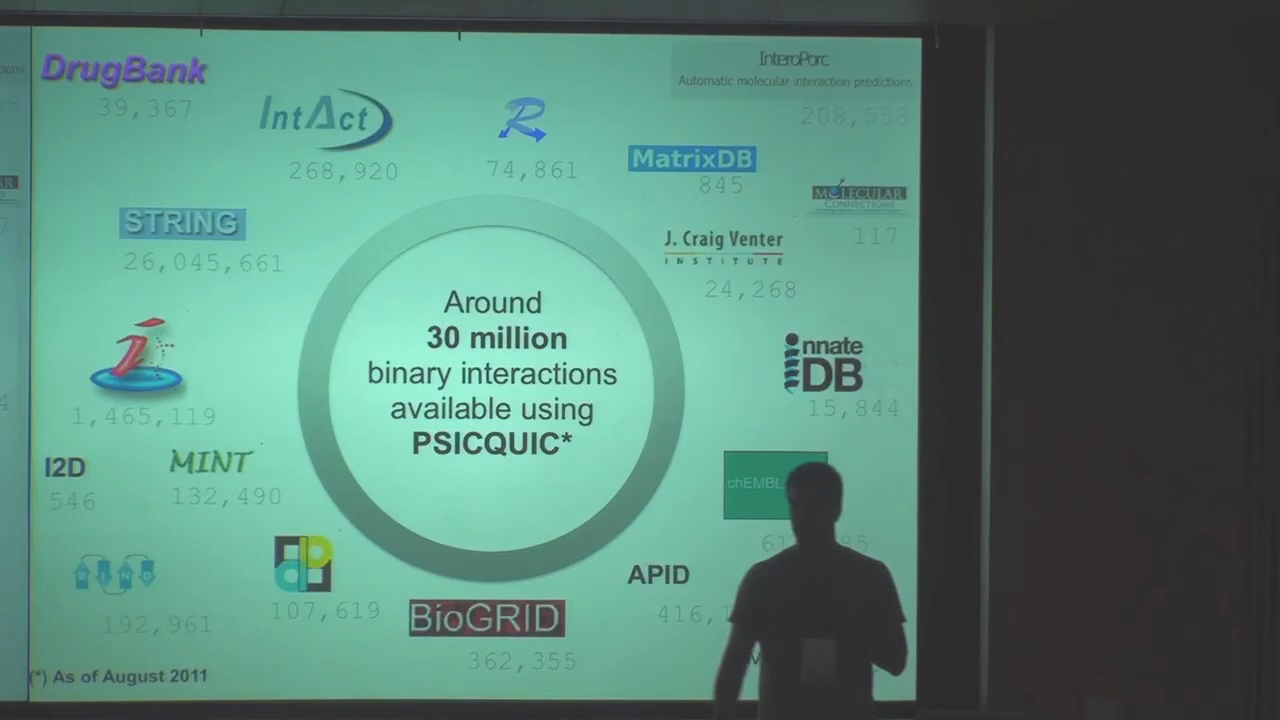 DrugBank
39,367
IntAct
268,920
R
74,861
InteroPorc
Automatic molecular interaction predictions
208,558
MatrixDB
845
MOLECULAR
CONNECTIONS
117
STRING
26,045,661
J. Craig Venter
INSTITUTE
24,268
Around
30 million
binary interactions
available using
PSICQUIC*
i
1,465,119
innate
DB
15,844
I2D
546
MINT
132,490
chEMBL
BIND
192,961
107,619
BioGRID
362,355
APID
(*) As of August 2011